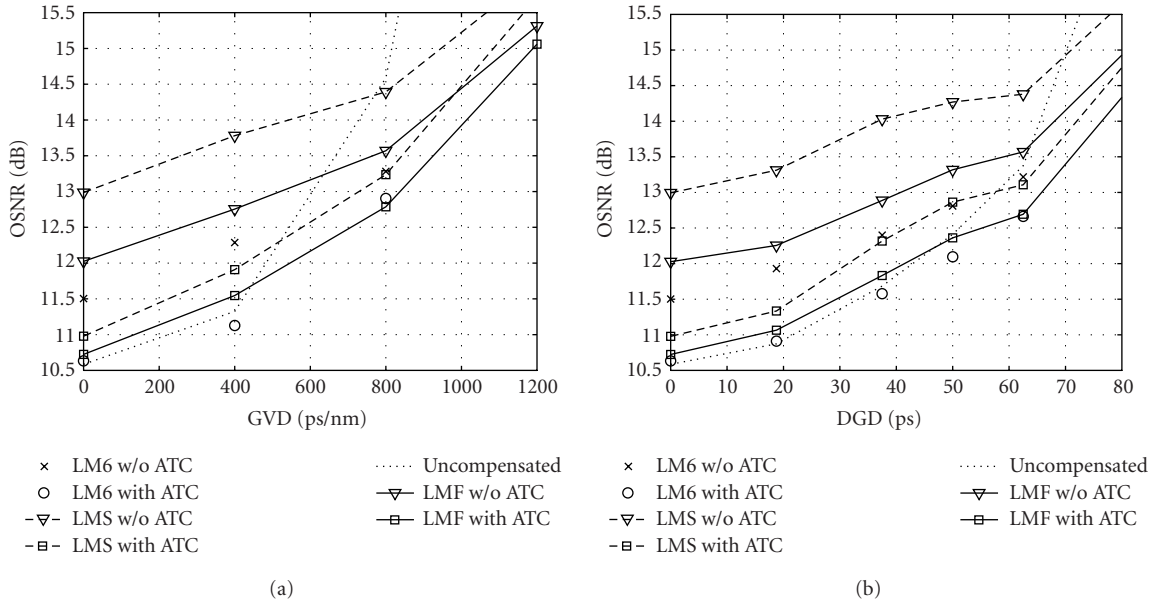 15.5
15
14.5
14
13.5
13
12.5
12
11.5
11
10.5
OSNR (dB)
0 200 400 600 800 1000 1200
GVD (ps/nm)
LM6 w/o ATC
LM6 with ATC
LMS w/o ATC
LMS with ATC
Uncompensated
LMF w/o ATC
LMF with ATC
(a)
15.5
15
14.5
14
13.5
13
12.5
12
11.5
11
10.5
OSNR (dB)
0 10 20 30 40 50 60 70 80
DGD (ps)
LM6 w/o ATC
LM6 with ATC
LMS w/o ATC
LMS with ATC
Uncompensated
LMF w/o ATC
LMF with ATC
(b)